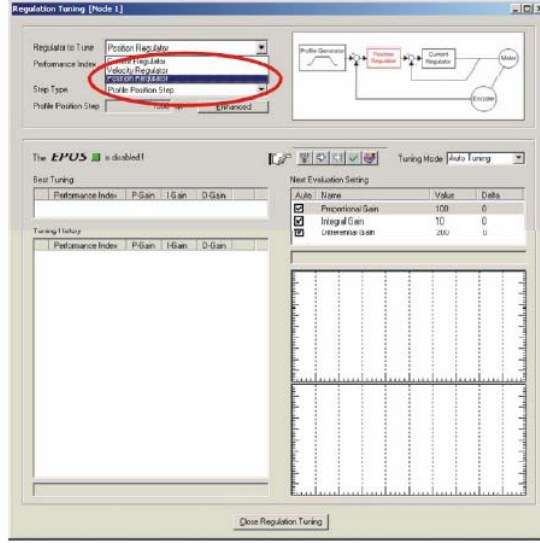 Regulation Tuning [Node 1]
Regulator to Tune Position Regulator
Performance Index Current Regulator
Velocity Regulator
Position Regulator
Step Type Profile Position Step
Profile Position Step Enhanced
Profile Generator
Position Regulator
Current Regulator
Motor
Encoder
The EPOS is disabled!
Tuning Mode Auto Tuning
Best Tuning
Performance Index P-Gain I-Gain D-Gain
Tuning History
Performance Index P-Gain I-Gain D-Gain
Next Evaluation Setting
Auto Name Value Delta
Proportional Gain 100 0
Integral Gain 10 0
Differential Gain 200 0
Close Regulation Tuning